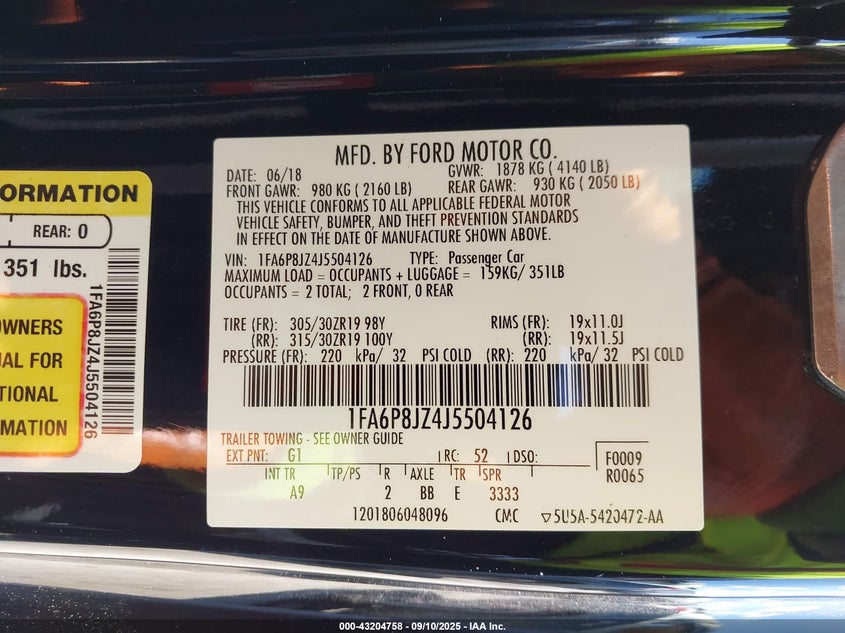 ORMATION
REAR: 0
351 lbs.
OWNERS
UAL FOR
TIONAL
RMATION
1FA6P8JZ4J5504126
MFD. BY FORD MOTOR CO.
DATE: 06/18 GVWR: 1878 KG ( 4140 LB)
FRONT GAWR: 980 KG ( 2160 LB) REAR GAWR: 930 KG ( 2050 LB)
THIS VEHICLE CONFORMS TO ALL APPLICABLE FEDERAL MOTOR
VEHICLE SAFETY, BUMPER, AND THEFT PREVENTION STANDARDS
IN EFFECT ON THE DATE OF MANUFACTURE SHOWN ABOVE.
VIN: 1FA6P8JZ4J5504126 TYPE: Passenger Car
MAXIMUM LOAD = OCCUPANTS + LUGGAGE = 159KG/ 351LB
OCCUPANTS = 2 TOTAL; 2 FRONT, 0 REAR
TIRE (FR): 305/30ZR19 98Y RIMS (FR): 19x11.0J
(RR): 315/30ZR19 100Y (RR): 19x11.5J
PRESSURE (FR): 220 kPa/ 32 PSI COLD (RR): 220 kPa/ 32 PSI COLD
1FA6P8JZ4J5504126
TRAILER TOWING - SEE OWNER GUIDE
EXT PNT: G1 RC: 52 DSO: F0009
INT TR TP/PS R AXLE TR SPR R0065
A9 2 BB E 3333
1201806048096 CMC ▽5U5A-5420472-AA
000-43204758 - 09/10/2025 - IAA Inc.